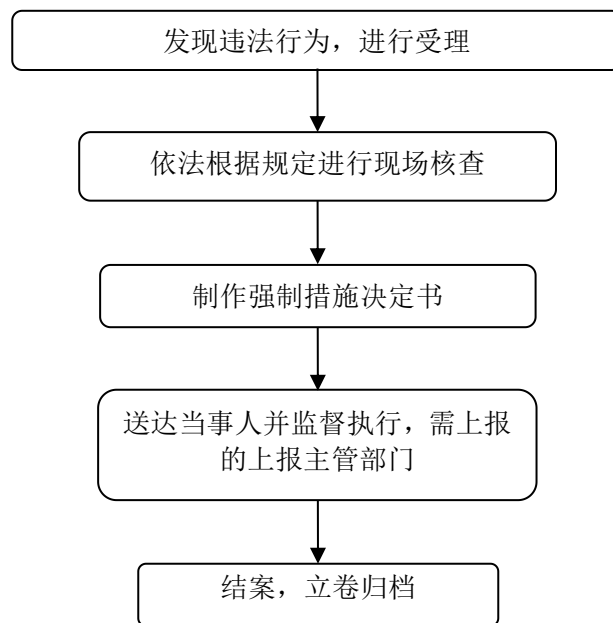 发现违法行为，进行受理
依法根据规定进行现场核查
制作强制措施决定书
送达当事人并监督执行，需上报
的上报主管部门
结案，立卷归档